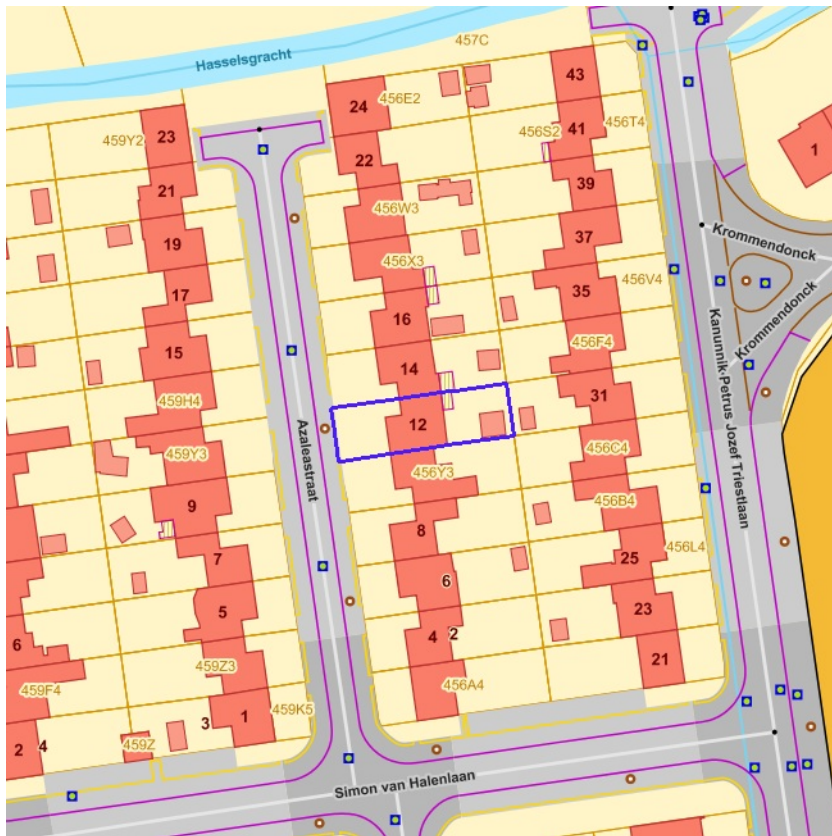 457C
Hasselsgracht
43
24
456E2
23
459Y2
41
456T4
456S2
22
21
39
456W3
19
37
Krommendonck
456X3
456V4
17
35
16
Krommendonck
15
456F4
14
Kanunnik Petrus Jozef Triestlaan
31
459H4
12
Azaleastraat
459Y3
456C4
456Y3
456B4
9
8
456L4
7
25
6
5
23
4
2
6
21
459Z3
456A4
459F4
459K5
1
3
2
4
459Z
Simon van Halenlaan
1